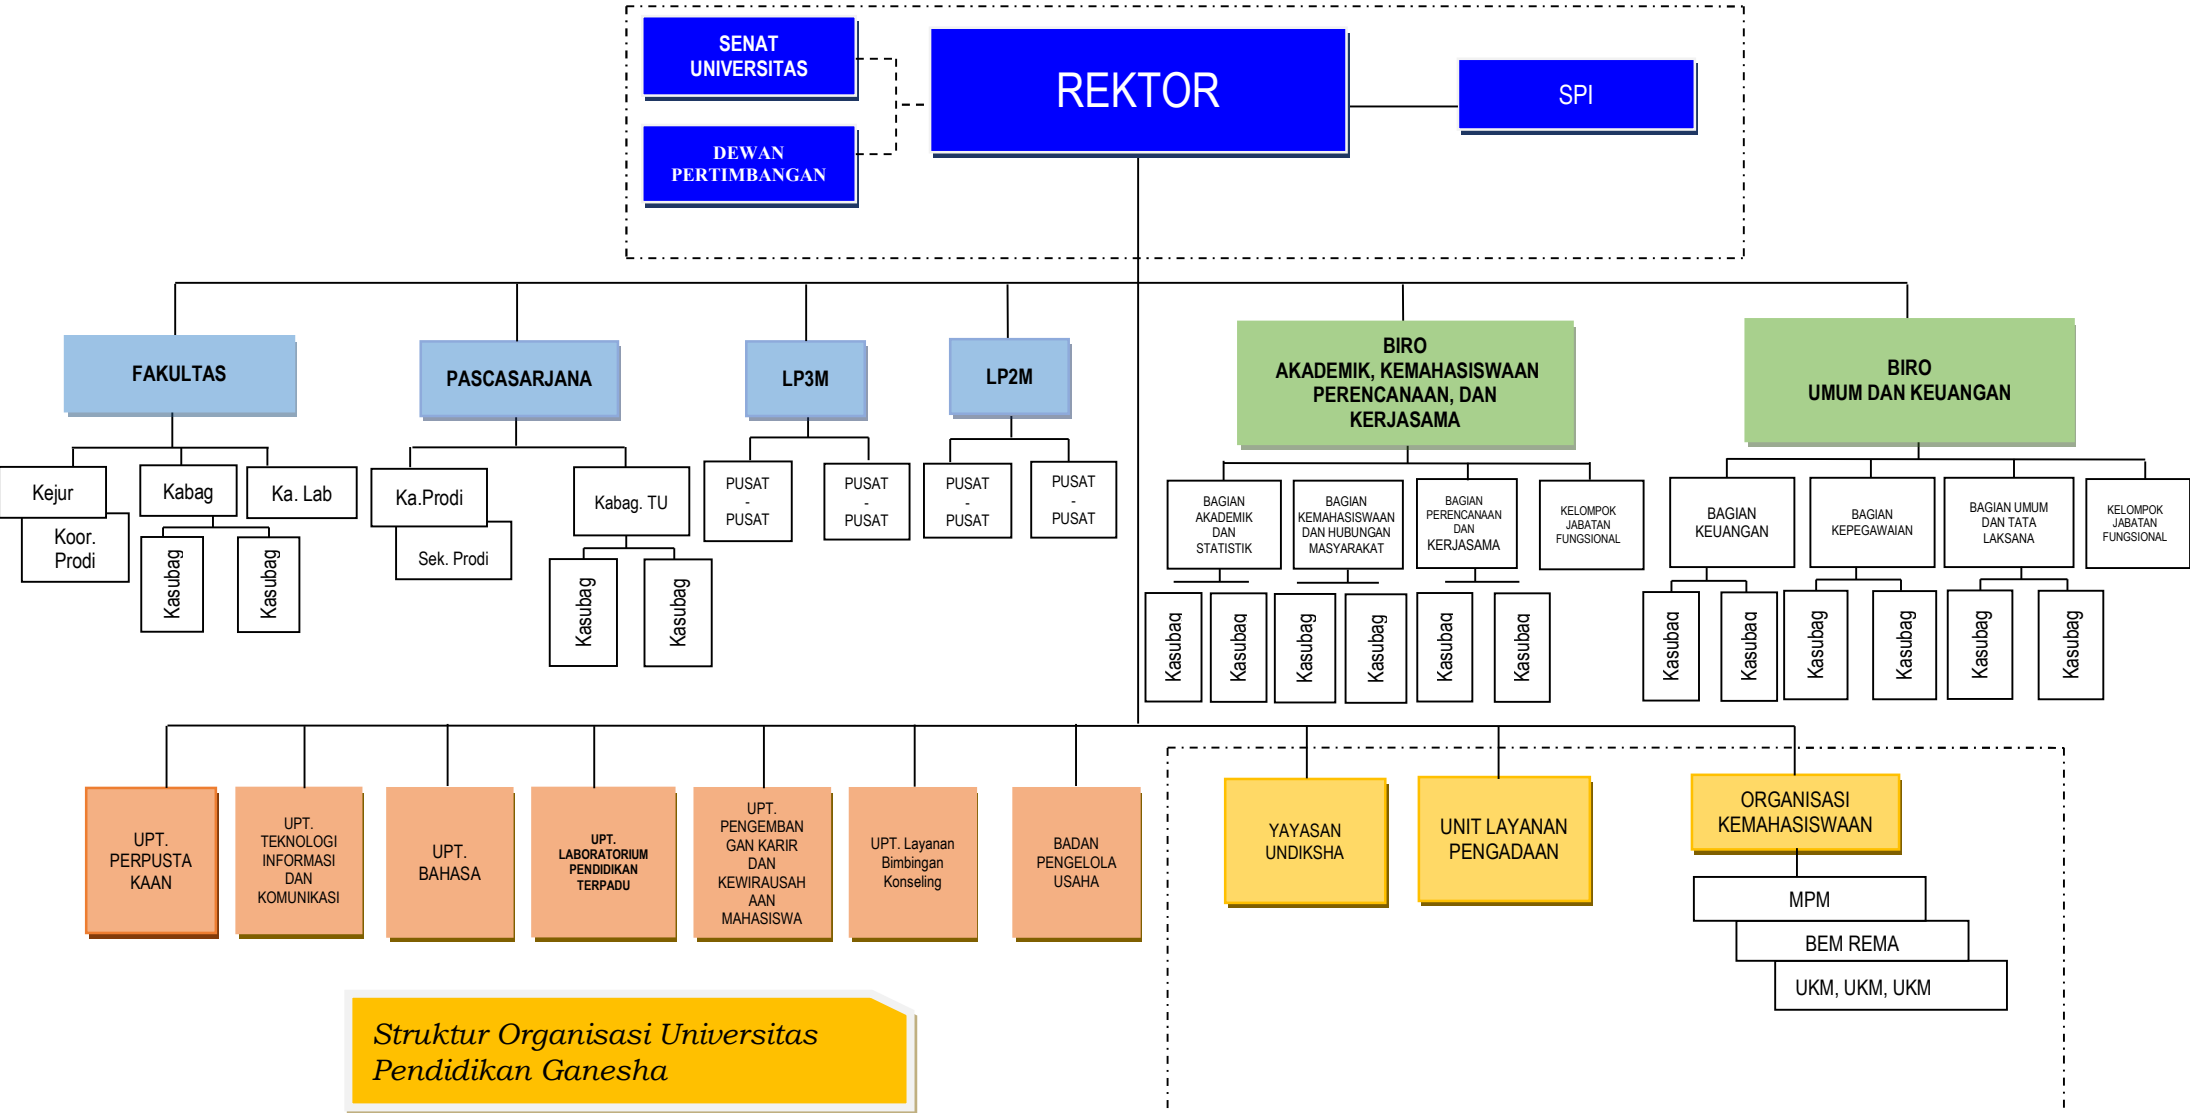 SENAT
UNIVERSITAS
REKTOR
SPI
DEWAN
PERTIMBANGAN
FAKULTAS
PASCASARJANA
LP3M
LP2M
BIRO
AKADEMIK, KEMAHASISWAAN
PERENCANAAN, DAN
KERJASAMA
BIRO
UMUM DAN KEUANGAN
Kejur
Koor.
Prodi
Kabag
Ka. Lab
Kasubag
Kasubag
Ka.Prodi
Sek. Prodi
Kabag. TU
Kasubag
Kasubag
PUSAT
-
PUSAT
PUSAT
-
PUSAT
PUSAT
-
PUSAT
PUSAT
-
PUSAT
BAGIAN
AKADEMIK
DAN
STATISTIK
BAGIAN
KEMAHASISWAAN
DAN HUBUNGAN
MASYARAKAT
BAGIAN
PERENCANAAN
DAN
KERJASAMA
KELOMPOK
JABATAN
FUNGSIONAL
BAGIAN
KEUANGAN
BAGIAN
KEPEGAWAIAN
BAGIAN UMUM
DAN TATA
LAKSANA
KELOMPOK
JABATAN
FUNGSIONAL
Kasubag
Kasubag
Kasubag
Kasubag
Kasubag
Kasubag
Kasubag
Kasubag
Kasubag
Kasubag
Kasubag
Kasubag
UPT.
PERPUSTA
KAAN
UPT.
TEKNOLOGI
INFORMASI
DAN
KOMUNIKASI
UPT.
BAHASA
UPT.
LABORATORIUM
PENDIDIKAN
TERPADU
UPT.
PENGEMBAN
GAN KARIR
DAN
KEWIRAUSAH
AAN
MAHASISWA
UPT. Layanan
Bimbingan
Konseling
BADAN
PENGELOLA
USAHA
YAYASAN
UNDIKSHA
UNIT LAYANAN
PENGADAAN
ORGANISASI
KEMAHASISWAAN
MPM
BEM REMA
UKM, UKM, UKM
Struktur Organisasi Universitas
Pendidikan Ganesha